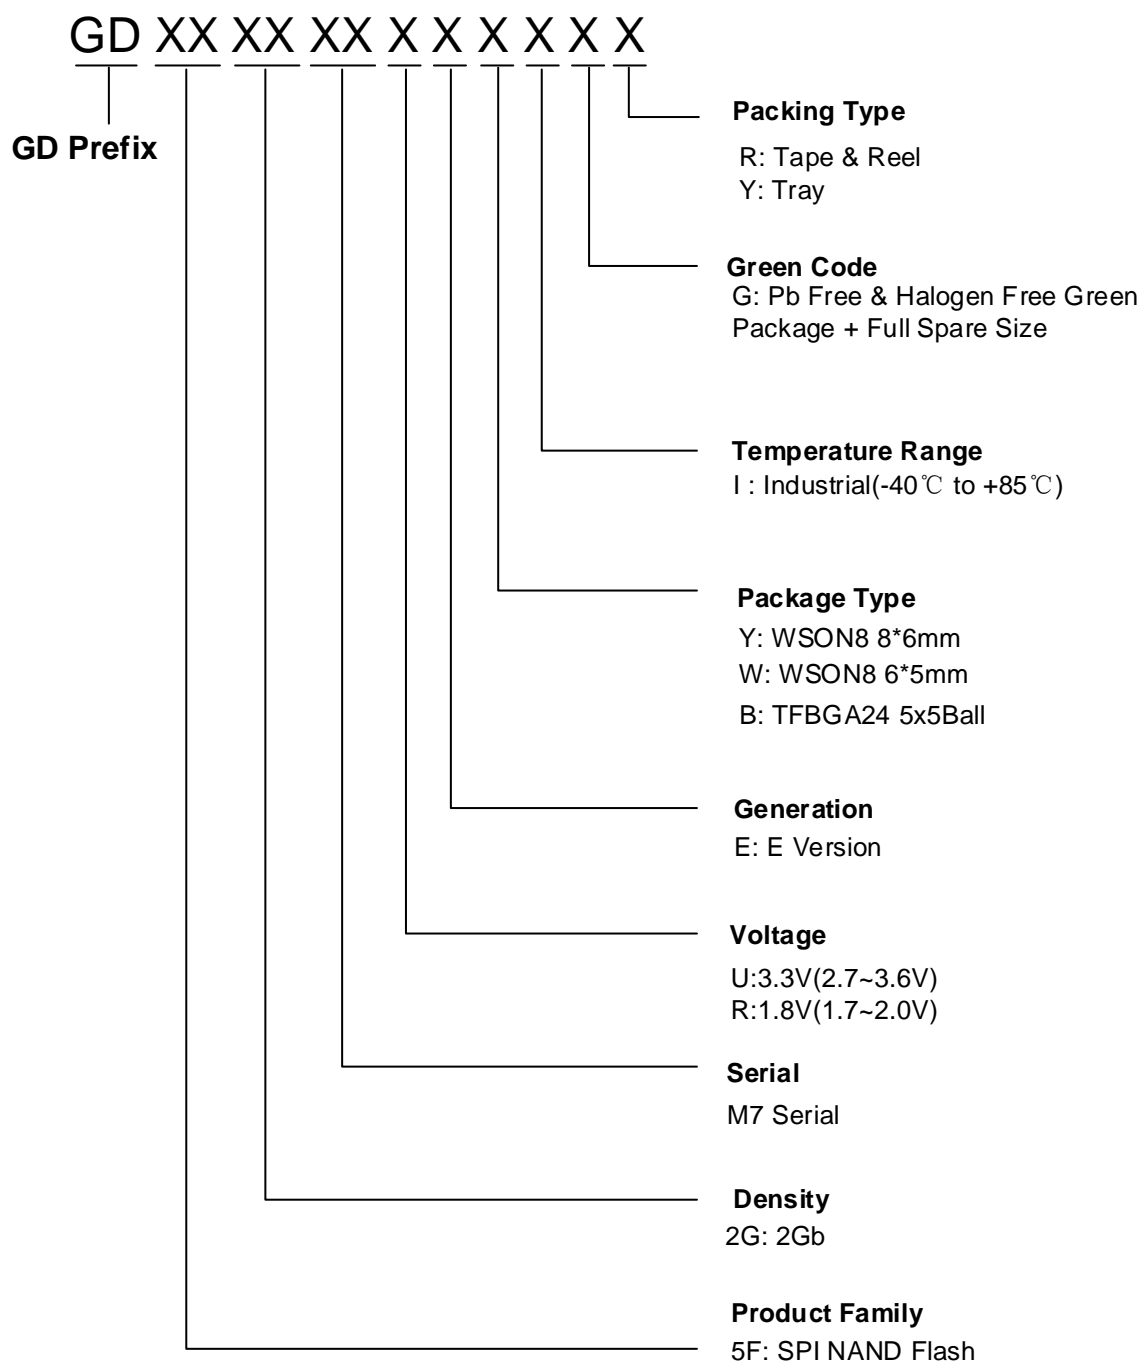 GD XX XX XX X X X X X X
GD Prefix
Packing Type
R: Tape & Reel
Y: Tray
Green Code
G: Pb Free & Halogen Free Green
Package + Full Spare Size
Temperature Range
I : Industrial(-40℃ to +85℃)
Package Type
Y: WSON8 8*6mm
W: WSON8 6*5mm
B: TFBGA24 5x5Ball
Generation
E: E Version
Voltage
U:3.3V(2.7~3.6V)
R:1.8V(1.7~2.0V)
Serial
M7 Serial
Density
2G: 2Gb
Product Family
5F: SPI NAND Flash